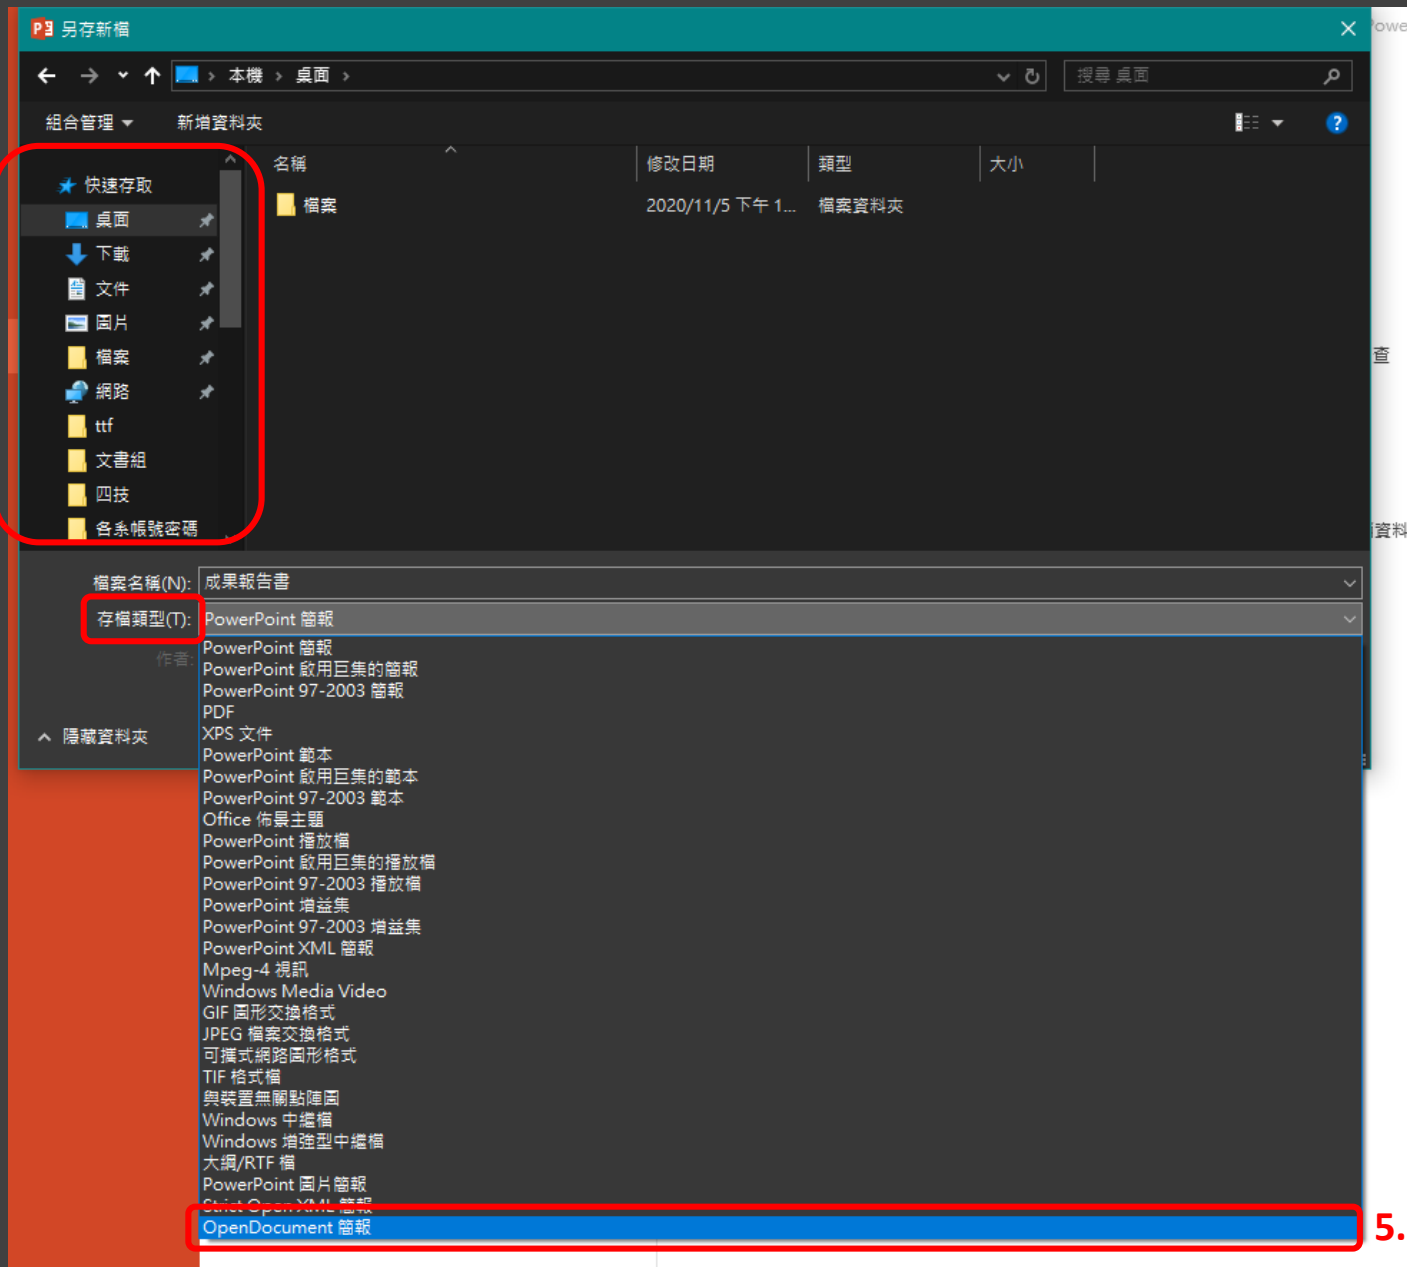 另存新檔
Powe
本機 › 桌面 ›
搜尋 桌面
組合管理
新增資料夾
名稱
修改日期
類型
大小
快速存取
檔案
2020/11/5 下午 1...
檔案資料夾
桌面
下載
文件
圖片
檔案
查
網路
ttf
文書組
四技
各系帳號密碼
資料
檔案名稱(N):
成果報告書
存檔類型(T):
PowerPoint 簡報
作者:
隱藏資料夾
PowerPoint 簡報
PowerPoint 啟用巨集的簡報
PowerPoint 97-2003 簡報
PDF
XPS 文件
PowerPoint 範本
PowerPoint 啟用巨集的範本
PowerPoint 97-2003 範本
Office 佈景主題
PowerPoint 播放檔
PowerPoint 啟用巨集的播放檔
PowerPoint 97-2003 播放檔
PowerPoint 增益集
PowerPoint 97-2003 增益集
PowerPoint XML 簡報
Mpeg-4 視訊
Windows Media Video
GIF 圖形交換格式
JPEG 檔案交換格式
可攜式網路圖形格式
TIF 格式檔
與裝置無關點陣圖
Windows 中繼檔
Windows 增強型中繼檔
大綱/RTF 檔
PowerPoint 圖片簡報
Strict Open XML 簡報
OpenDocument 簡報
5.